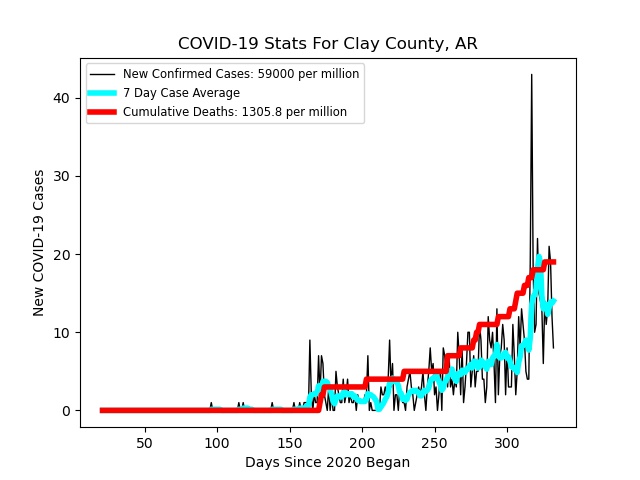 COVID-19 Stats For Clay County, AR
New Confirmed Cases: 59000 per million
7 Day Case Average
Cumulative Deaths: 1305.8 per million
New COVID-19 Cases
40
30
20
10
0
50 100 150 200 250 300
Days Since 2020 Began